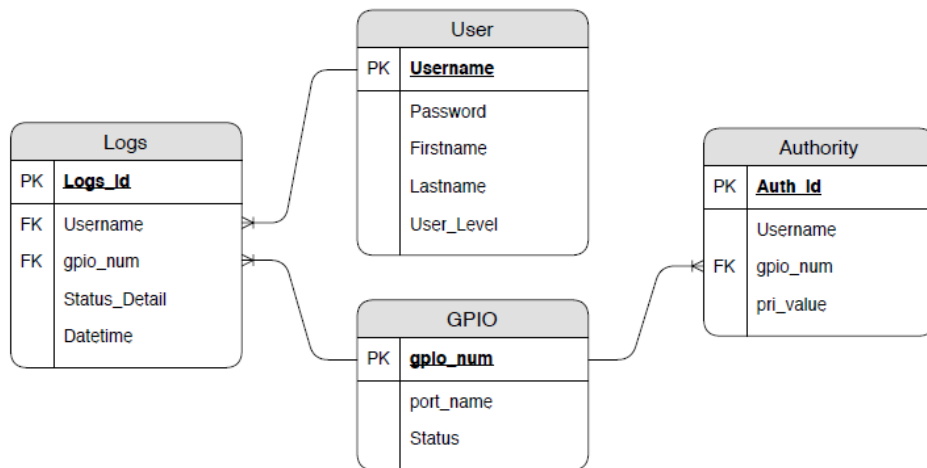 User
PK Username
Password
Firstname
Lastname
User_Level
Logs
PK Logs_Id
FK Username
FK gpio_num
Status_Detail
Datetime
GPIO
PK gpio_num
port_name
Status
Authority
PK Auth_Id
Username
FK gpio_num
pri_value